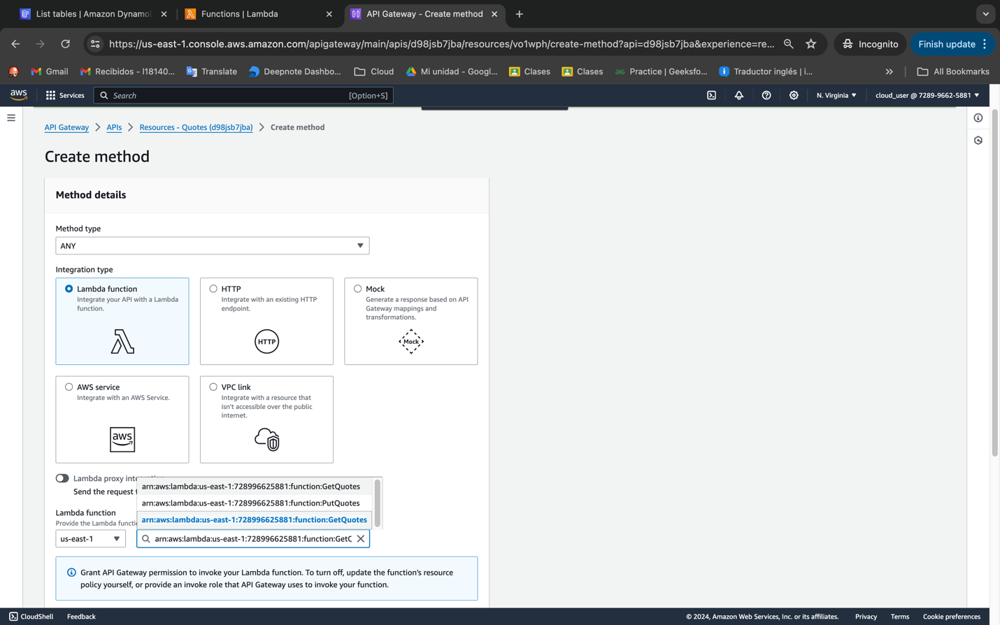 List tables | Amazon Dynamo
Functions | Lambda
API Gateway - Create method
https://us-east-1.console.aws.amazon.com/apigateway/main/apis/d98jsb7jba/resources/vo1wph/create-method?api=d98jsb7jba&experience=re...
Incognito
Finish update
Gmail
Recibidos - l18140...
Translate
Deepnote Dashbo...
Cloud
Mi unidad - Googl...
Clases
Clases
Practice | Geeksfo...
Traductor inglés | i...
All Bookmarks
aws
Services
Search
[Option+S]
N. Virginia
cloud_user @ 7289-9662-5881
API Gateway
APIs
Resources - Quotes (d98jsb7jba)
Create method
Create method
Method details
Method type
ANY
Integration type
Lambda function
Integrate your API with a Lambda
function.
HTTP
Integrate with an existing HTTP
endpoint.
HTTP
Mock
Generate a response based on API
Gateway mappings and
transformations.
Mock
AWS service
Integrate with an AWS Service.
aws
VPC link
Integrate with a resource that
isn't accessible over the public
internet.
Lambda proxy
Send the request
arn:aws:lambda:us-east-1:728996625881:function:GetQuotes
arn:aws:lambda:us-east-1:728996625881:function:PutQuotes
arn:aws:lambda:us-east-1:728996625881:function:GetQuotes
Lambda function
Provide the Lambda
us-east-1
arn:aws:lambda:us-east-1:728996625881:function:Get
Grant API Gateway permission to invoke your Lambda function. To turn off, update the function's resource
policy yourself, or provide an invoke role that API Gateway uses to invoke your function.
CloudShell
Feedback
© 2024, Amazon Web Services, Inc. or its affiliates.
Privacy
Terms
Cookie preferences